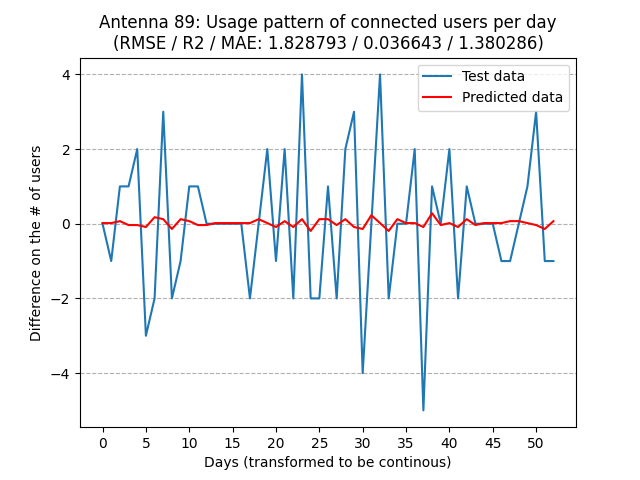 Antenna 89: Usage pattern of connected users per day
(RMSE / R2 / MAE: 1.828793 / 0.036643 / 1.380286)
Test data
Predicted data
Difference on the # of users
4
2
0
−2
−4
0 5 10 15 20 25 30 35 40 45 50
Days (transformed to be continous)